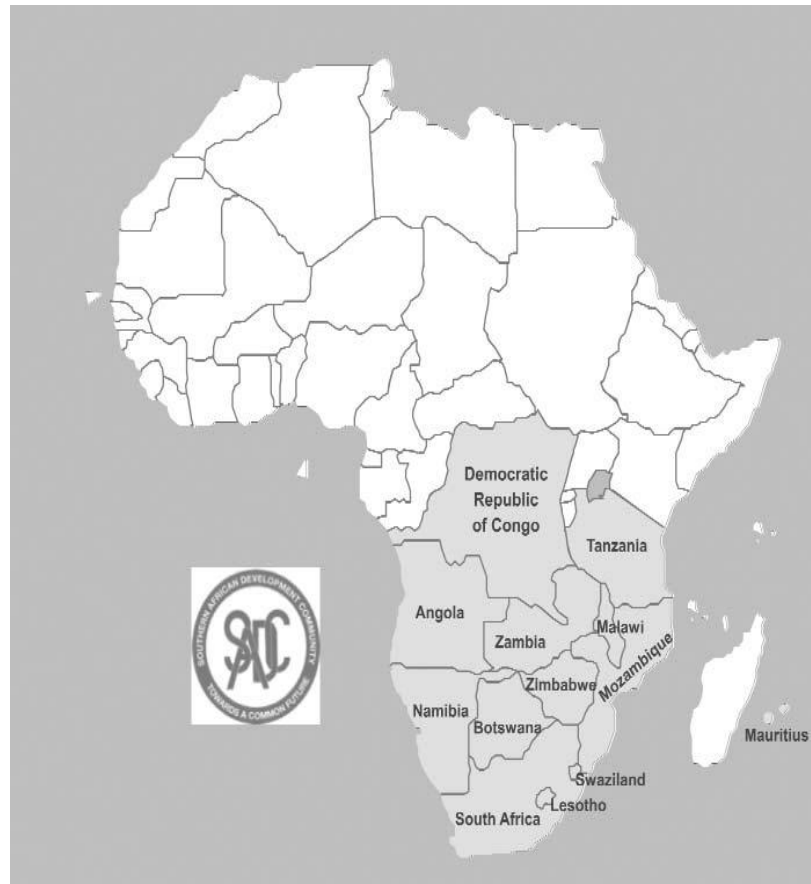 Democratic
Republic
of Congo
Tanzania
SOUTHERN AFRICAN DEVELOPMENT COMMUNITY
SADC
TOWARDS A COMMON FUTURE
Angola
Malawi
Zambia
Mozambique
Zimbabwe
Namibia
Botswana
Mauritius
Swaziland
Lesotho
South Africa